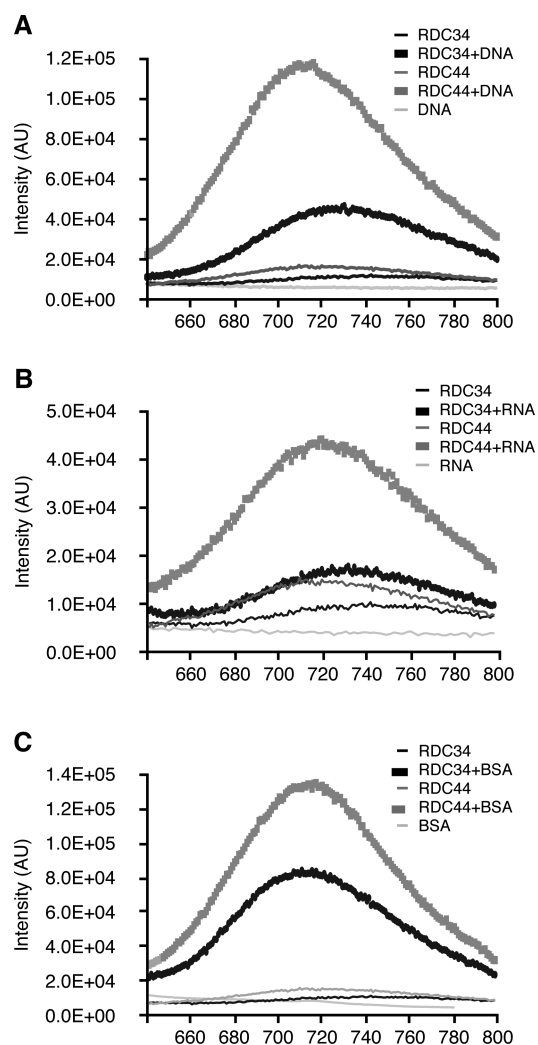 A
RDC34
RDC34+DNA
RDC44
RDC44+DNA
DNA
Intensity (AU)
1.2E+05
1.0E+05
8.0E+04
6.0E+04
4.0E+04
2.0E+04
0.0E+00
660 680 700 720 740 760 780 800
B
RDC34
RDC34+RNA
RDC44
RDC44+RNA
RNA
Intensity (AU)
5.0E+04
4.0E+04
3.0E+04
2.0E+04
1.0E+04
0.0E+00
660 680 700 720 740 760 780 800
C
RDC34
RDC34+BSA
RDC44
RDC44+BSA
BSA
Intensity (AU)
1.4E+05
1.2E+05
1.0E+05
8.0E+04
6.0E+04
4.0E+04
2.0E+04
0.0E+00
660 680 700 720 740 760 780 800